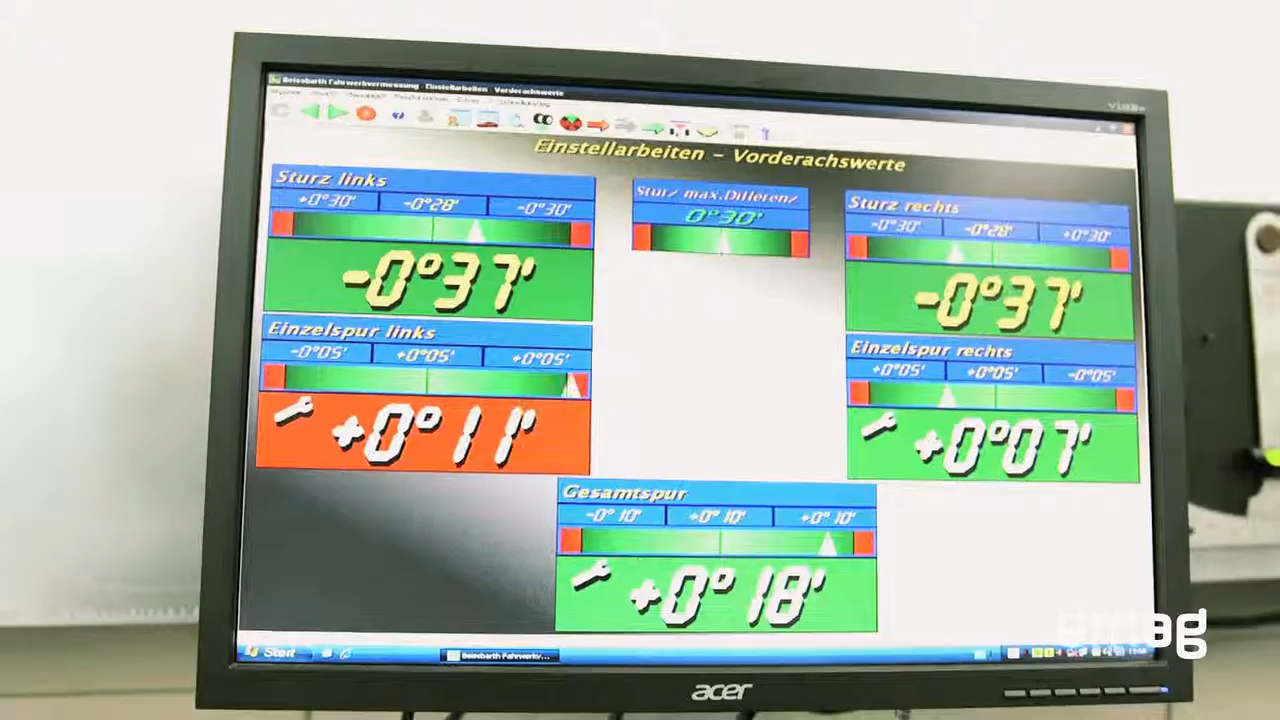 Beissbarth Fahrwerkvermessung - Einstellarbeiten - Vorderachswerte
Einstellarbeiten - Vorderachswerte
Sturz links
+0°30' -0°28' -0°30'
-0°37'
Sturz max.Differenz
0°30'
Sturz rechts
-0°30' -0°28' +0°30'
-0°37'
Einzelspur links
-0°05' +0°05' +0°05'
+0°11'
Einzelspur rechts
+0°05' +0°05' -0°05'
+0°07'
Gesamtspur
-0°10' +0°10' +0°10'
+0°18'
Start
Beissbarth Fahrwerkv...
acer
smag